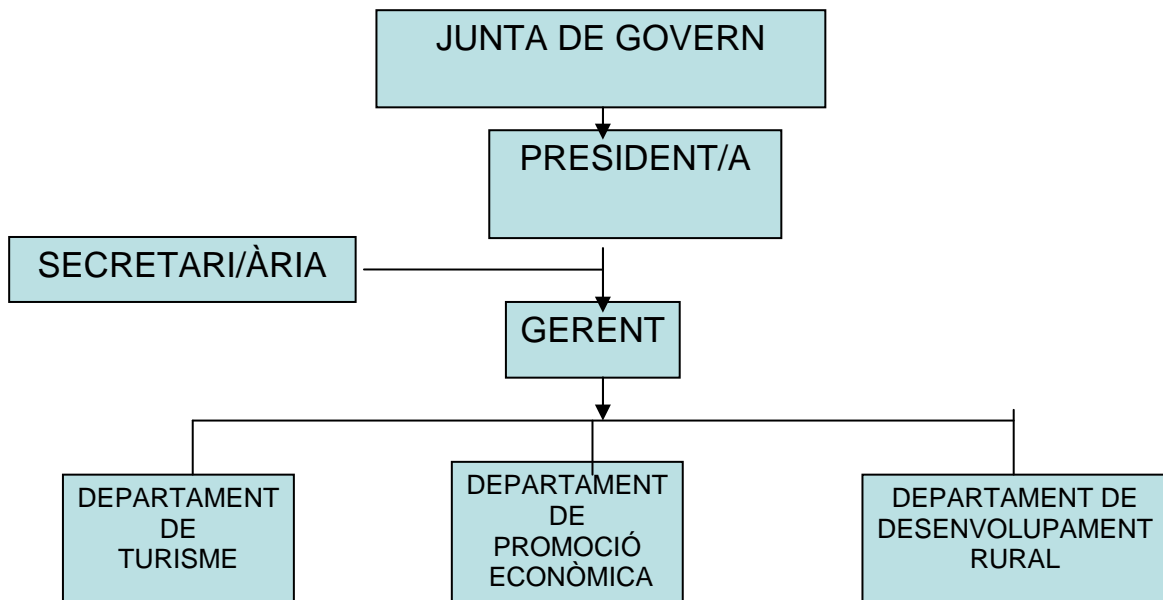 JUNTA DE GOVERN
PRESIDENT/A
SECRETARI/ÀRIA
GERENT
DEPARTAMENT
DE
TURISME
DEPARTAMENT
DE
PROMOCIÓ
ECONÒMICA
DEPARTAMENT DE
DESENVOLUPAMENT
RURAL